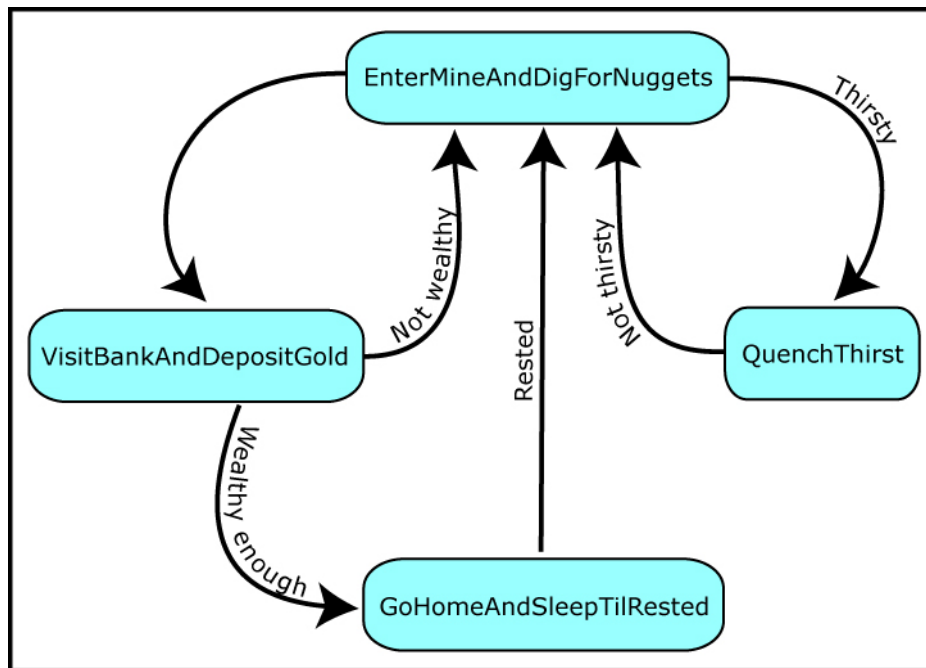 EnterMineAndDigForNuggets
Thirsty
Not wealthy
Not thirsty
Rested
VisitBankAndDepositGold
QuenchThirst
Wealthy enough
GoHomeAndSleepTilRested